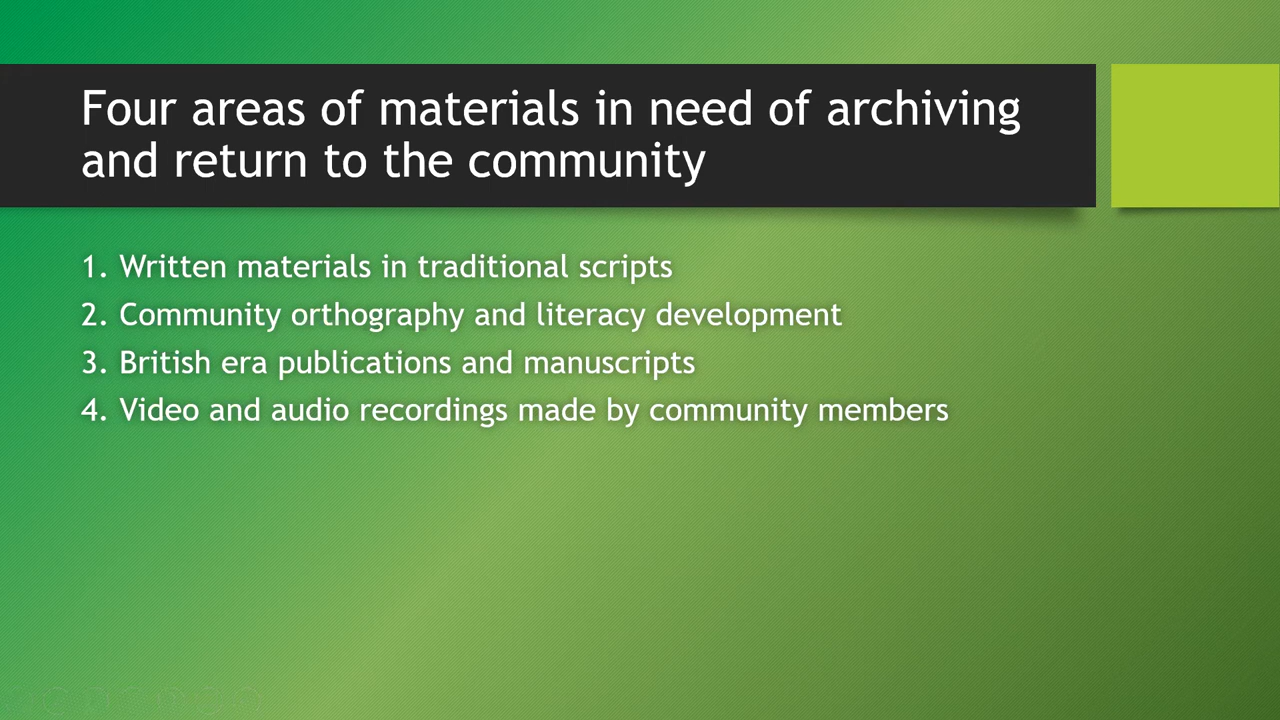 Four areas of materials in need of archiving
and return to the community
1. Written materials in traditional scripts
2. Community orthography and literacy development
3. British era publications and manuscripts
4. Video and audio recordings made by community members